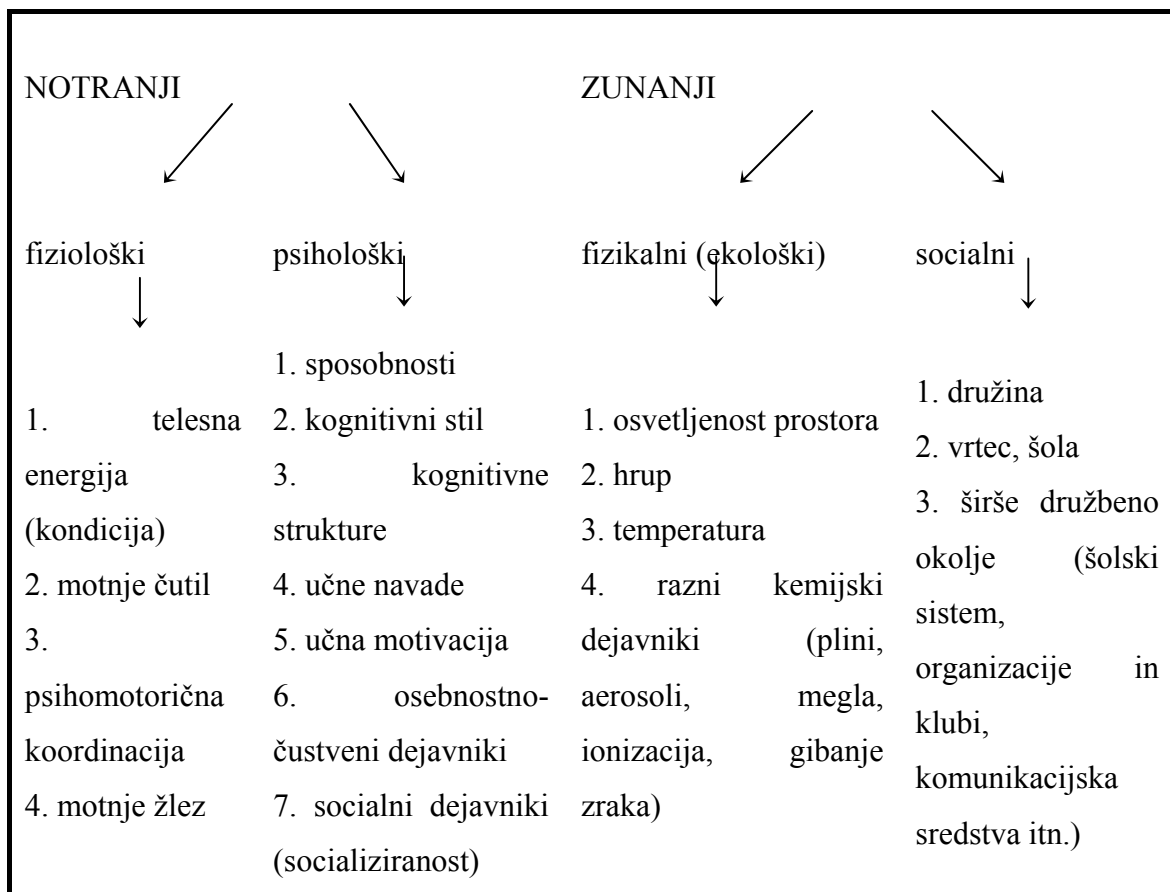 NOTRANJI
ZUNANJI
fiziološki
psihološki
fizikalni (ekološki)
socialni
1. telesna
energija
(kondicija)
2. motnje čutil
3.
psihomotorična
koordinacija
4. motnje žlez
1. sposobnosti
2. kognitivni stil
3. kognitivne
strukture
4. učne navade
5. učna motivacija
6. osebnostno-
čustveni dejavniki
7. socialni dejavniki
(socializiranost)
1. osvetljenost prostora
2. hrup
3. temperatura
4. razni kemijski
dejavniki (plini,
aerosoli, megla,
ionizacija, gibanje
zraka)
1. družina
2. vrtec, šola
3. širše družbeno
okolje (šolski
sistem,
organizacije in
klubi,
komunikacijska
sredstva itn.)